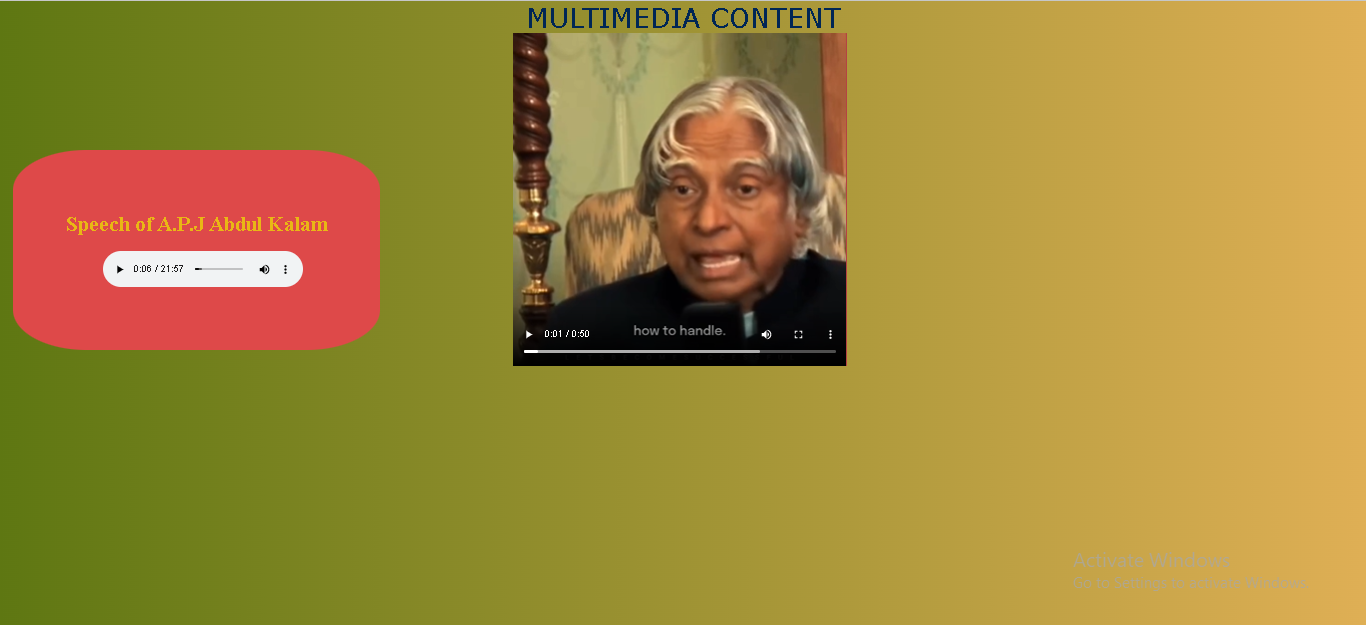 MULTIMEDIA CONTENT
Speech of A.P.J Abdul Kalam
0:06 / 21:57
how to handle.
0:01 / 0:50
Activate Windows
Go to Settings to activate Windows.